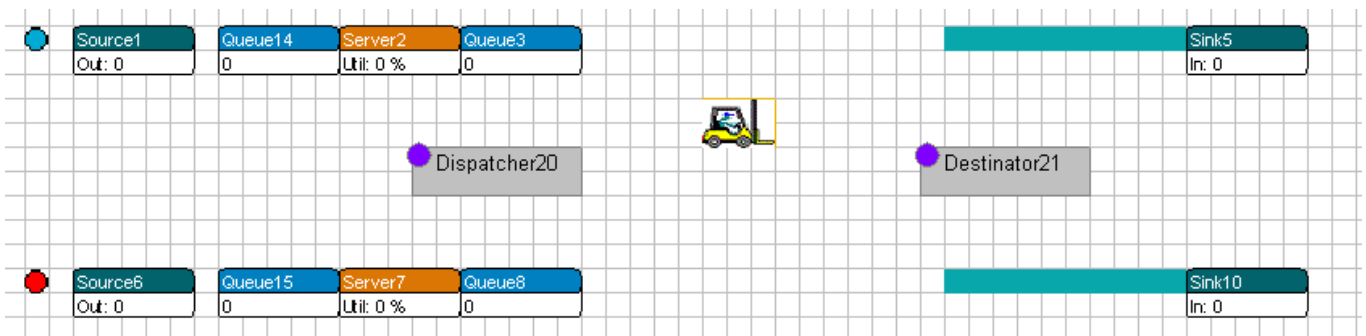 Source1 Queue14 Server2 Queue3 Sink5
Out: 0 0 Util: 0 % 0 In: 0
Dispatcher20 Destinator21
Source6 Queue15 Server7 Queue8 Sink10
Out: 0 0 Util: 0 % 0 In: 0